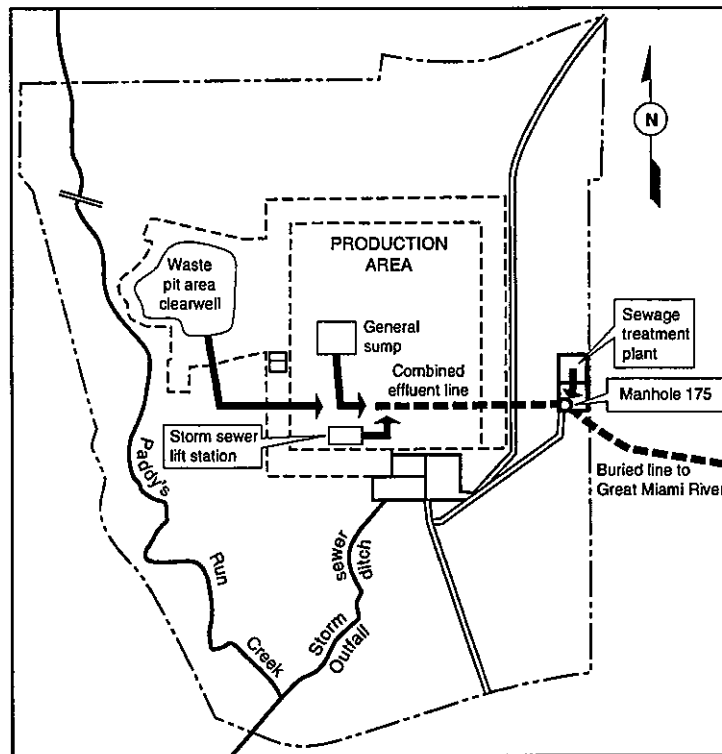 N
PRODUCTION
AREA
Waste
pit area
clearwell
General
sump
Sewage
treatment
plant
Combined
effluent line
Manhole 175
Storm sewer
lift station
Buried line to
Great Miami River
Paddy's
Run
Creek
Storm
sewer
Outfall
ditch